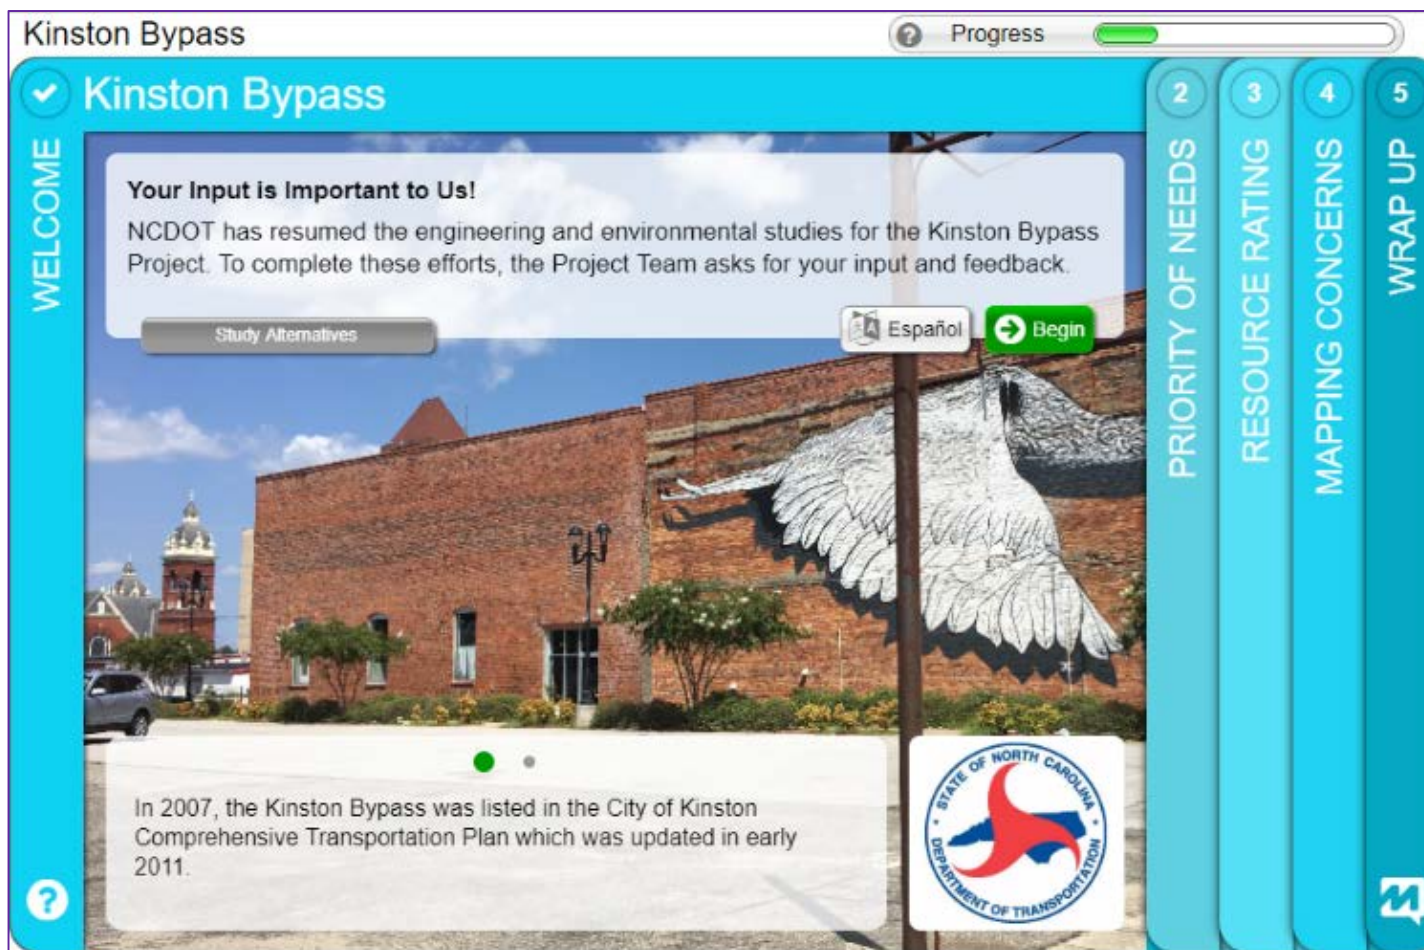 Kinston Bypass
? Progress
Kinston Bypass
WELCOME
Your Input is Important to Us!
NCDOT has resumed the engineering and environmental studies for the Kinston Bypass
Project. To complete these efforts, the Project Team asks for your input and feedback.
Study Alternatives
Español
Begin
In 2007, the Kinston Bypass was listed in the City of Kinston
Comprehensive Transportation Plan which was updated in early
2011.
STATE OF NORTH CAROLINA
DEPARTMENT OF TRANSPORTATION
?
2
PRIORITY OF NEEDS
3
RESOURCE RATING
4
MAPPING CONCERNS
5
WRAP UP